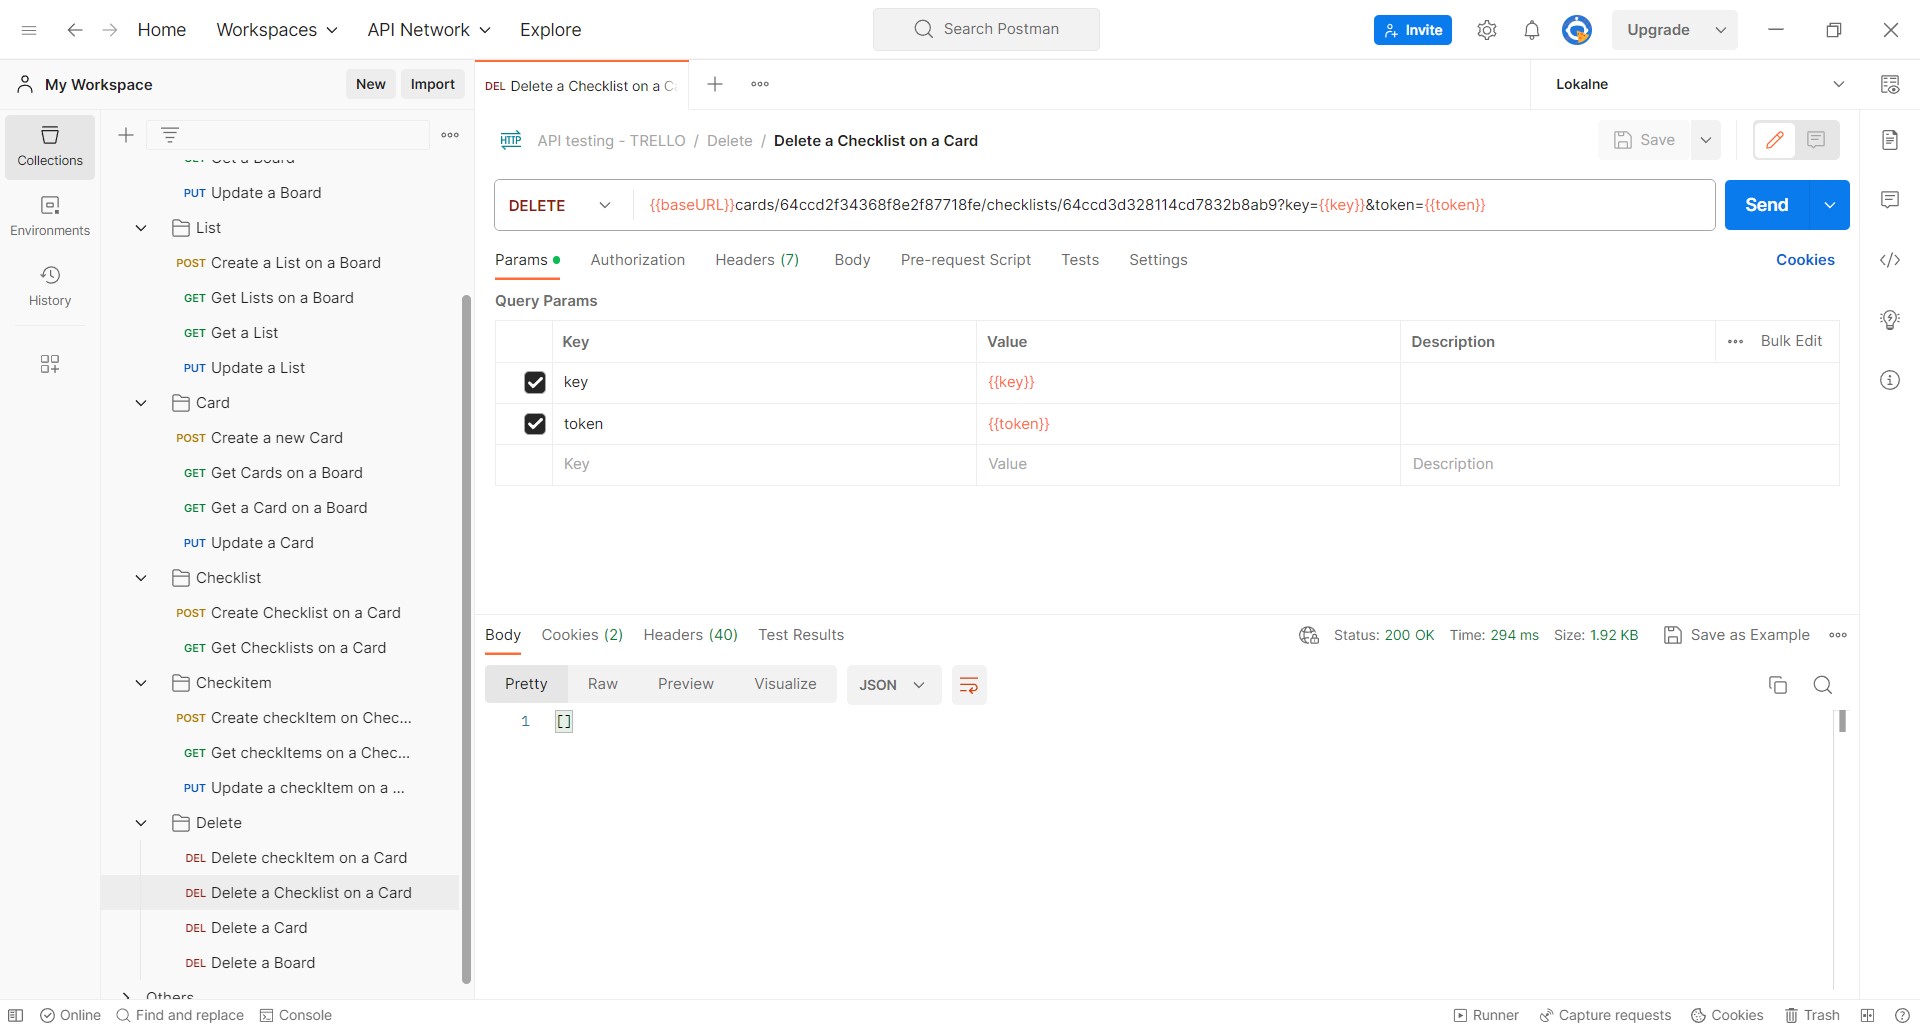 Home
Workspaces
API Network
Explore
Search Postman
Invite
Upgrade
My Workspace
New
Import
DEL Delete a Checklist on a
Lokalne
Collections
Environments
History
PUT Update a Board
List
POST Create a List on a Board
GET Get Lists on a Board
GET Get a List
PUT Update a List
Card
POST Create a new Card
GET Get Cards on a Board
GET Get a Card on a Board
PUT Update a Card
Checklist
POST Create Checklist on a Card
GET Get Checklists on a Card
Checkitem
POST Create checkItem on Chec...
GET Get checkItems on a Chec...
PUT Update a checkItem on a ...
Delete
DEL Delete checkItem on a Card
DEL Delete a Checklist on a Card
DEL Delete a Card
DEL Delete a Board
Others
HTTP API testing - TRELLO / Delete / Delete a Checklist on a Card
Save
DELETE
{{baseURL}}cards/64ccd2f34368f8e2f87718fe/checklists/64ccd3d328114cd7832b8ab9?key={{key}}&token={{token}}
Send
Params
Authorization
Headers (7)
Body
Pre-request Script
Tests
Settings
Cookies
Query Params
Key Value Description Bulk Edit
key {{key}}
token {{token}}
Key Value Description
Body
Cookies (2)
Headers (40)
Test Results
Status: 200 OK Time: 294 ms Size: 1.92 KB
Save as Example
Pretty
Raw
Preview
Visualize
JSON
1 []
Online
Find and replace
Console
Runner
Capture requests
Cookies
Trash